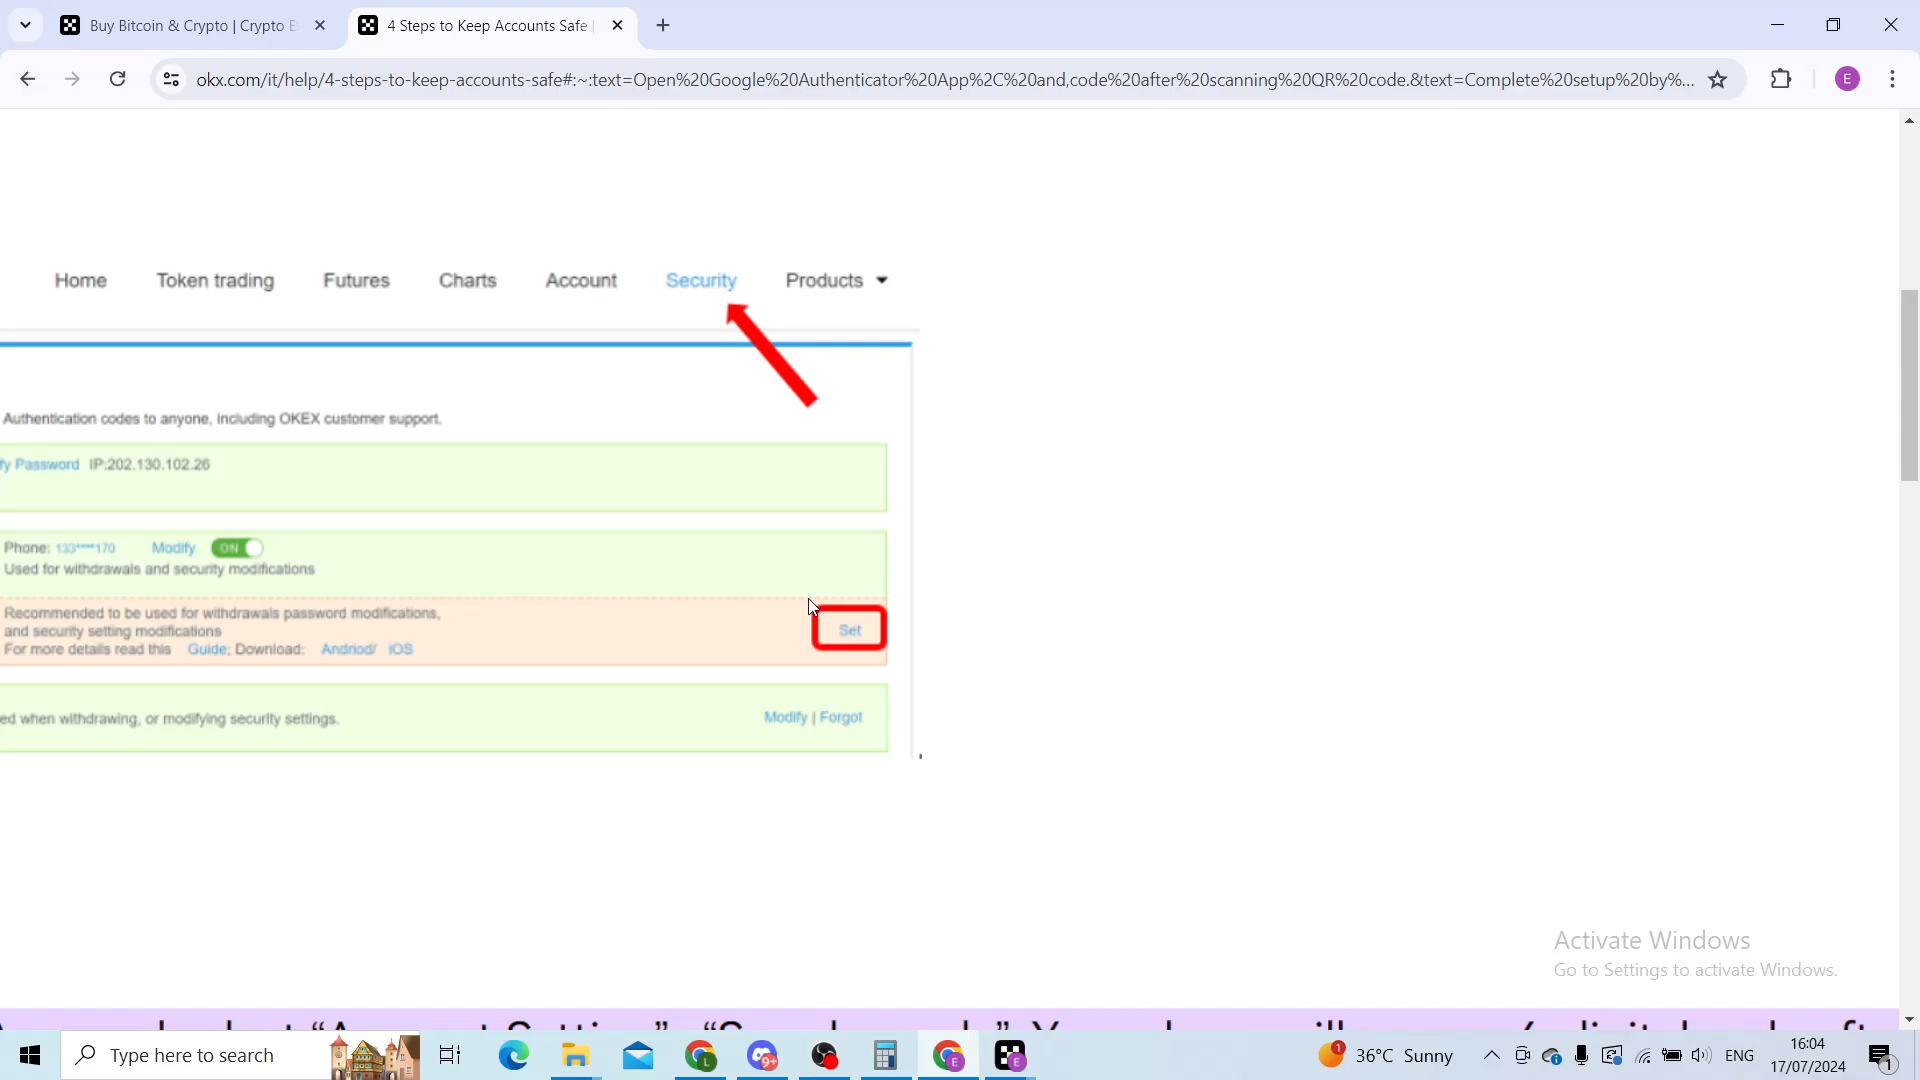 Buy Bitcoin & Crypto | Crypto E
4 Steps to Keep Accounts Safe |
okx.com/it/help/4-steps-to-keep-accounts-safe#:~:text=Open%20Google%20Authenticator%20App%2C%20and,code%20after%20scanning%20QR%20code.&text=Complete%20setup%20by%...
E
Home Token trading Futures Charts Account Security Products
Authentication codes to anyone, including OKEX customer support.
fy Password IP:202.130.102.26
Phone: 133****170 Modify ON
Used for withdrawals and security modifications
Recommended to be used for withdrawals password modifications,
and security setting modifications
Set
For more details read this Guide; Download: Andriod/ iOS
ed when withdrawing, or modifying security settings.
Modify | Forgot
Activate Windows
Go to Settings to activate Windows.
Type here to search
L
9+
E
E
1
36°C Sunny
ENG
16:04
17/07/2024
1